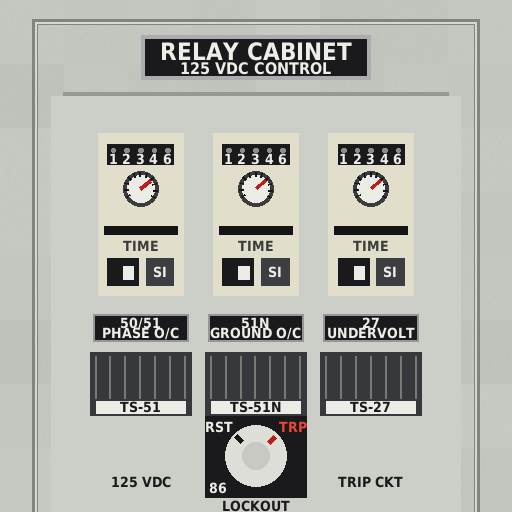 RELAY CABINET
125 VDC CONTROL
1 2 3 4 6
1 2 3 4 6
1 2 3 4 6
TIME
TIME
TIME
SI
SI
SI
50/51
PHASE O/C
51N
GROUND O/C
27
UNDERVOLT
TS-51
TS-51N
TS-27
RST
TRP
125 VDC
86
TRIP CKT
LOCKOUT